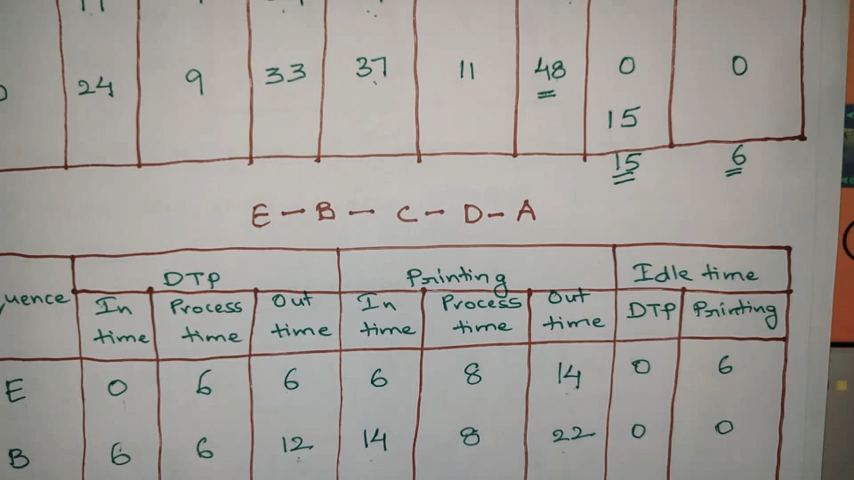 24 9 33 37 11 48 0 0
15
15 6
E - B - C - D - A
DTP Printing Idle time
In time Process time Out time In time Process time Out time DTP Printing
E 0 6 6 6 8 14 0 6
B 6 6 12 14 8 22 0 0